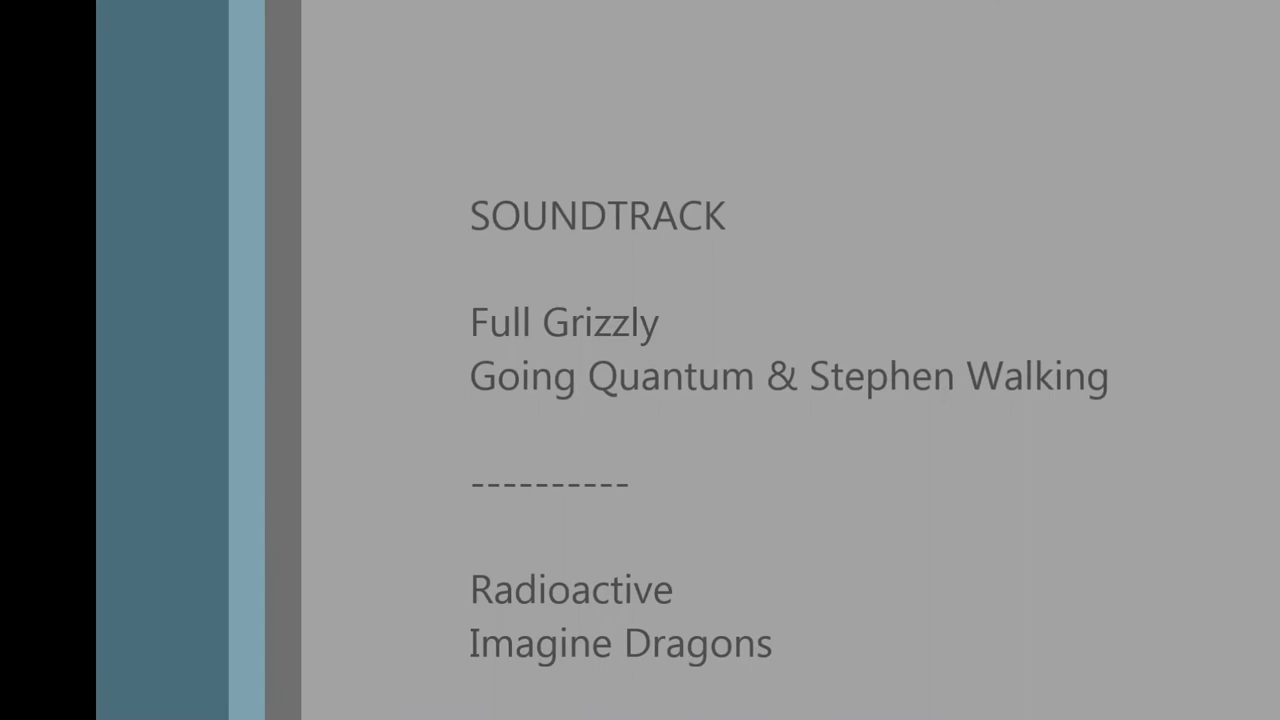 SOUNDTRACK
Full Grizzly
Going Quantum & Stephen Walking
----------
Radioactive
Imagine Dragons